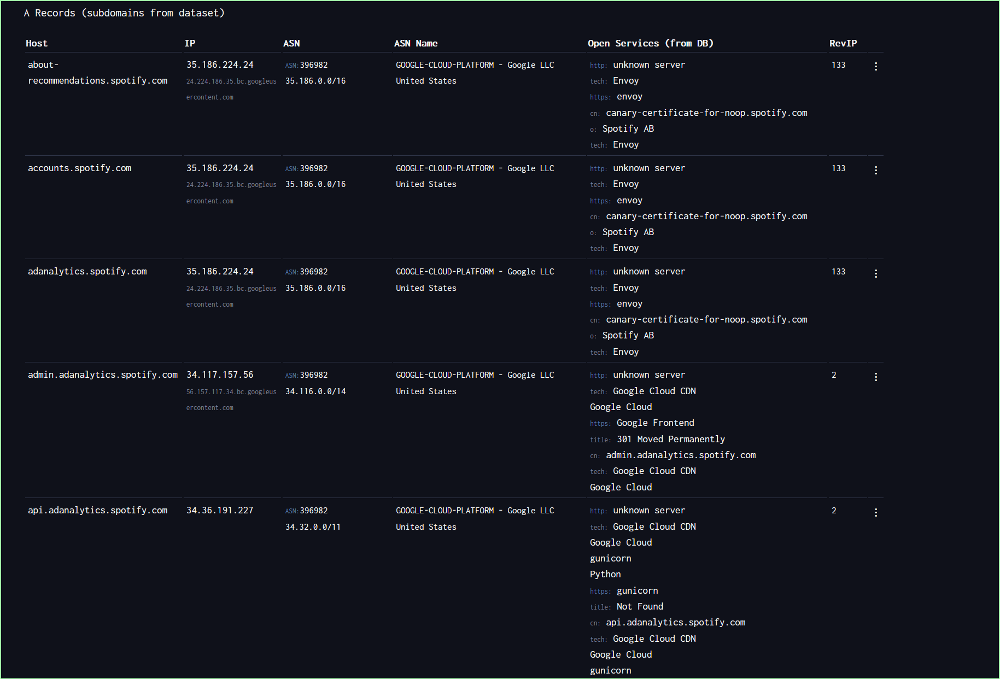 A Records (subdomains from dataset)
Host IP ASN ASN Name Open Services (from DB) RevIP
about- 35.186.224.24 ASN:396982 GOOGLE-CLOUD-PLATFORM - Google LLC http: unknown server 133
recommendations.spotify.com 24.224.186.35.bc.googleus 35.186.0.0/16 United States tech: Envoy
ercontent.com https: envoy
cn: canary-certificate-for-noop.spotify.com
o: Spotify AB
tech: Envoy
accounts.spotify.com 35.186.224.24 ASN:396982 GOOGLE-CLOUD-PLATFORM - Google LLC http: unknown server 133
24.224.186.35.bc.googleus 35.186.0.0/16 United States tech: Envoy
ercontent.com https: envoy
cn: canary-certificate-for-noop.spotify.com
o: Spotify AB
tech: Envoy
adanalytics.spotify.com 35.186.224.24 ASN:396982 GOOGLE-CLOUD-PLATFORM - Google LLC http: unknown server 133
24.224.186.35.bc.googleus 35.186.0.0/16 United States tech: Envoy
ercontent.com https: envoy
cn: canary-certificate-for-noop.spotify.com
o: Spotify AB
tech: Envoy
admin.adanalytics.spotify.com 34.117.157.56 ASN:396982 GOOGLE-CLOUD-PLATFORM - Google LLC http: unknown server 2
56.157.117.34.bc.googleus 34.116.0.0/14 United States tech: Google Cloud CDN
ercontent.com Google Cloud
https: Google Frontend
title: 301 Moved Permanently
cn: admin.adanalytics.spotify.com
tech: Google Cloud CDN
Google Cloud
api.adanalytics.spotify.com 34.36.191.227 ASN:396982 GOOGLE-CLOUD-PLATFORM - Google LLC http: unknown server 2
34.32.0.0/11 United States tech: Google Cloud CDN
Google Cloud
gunicorn
Python
https: gunicorn
title: Not Found
cn: api.adanalytics.spotify.com
tech: Google Cloud CDN
Google Cloud
gunicorn